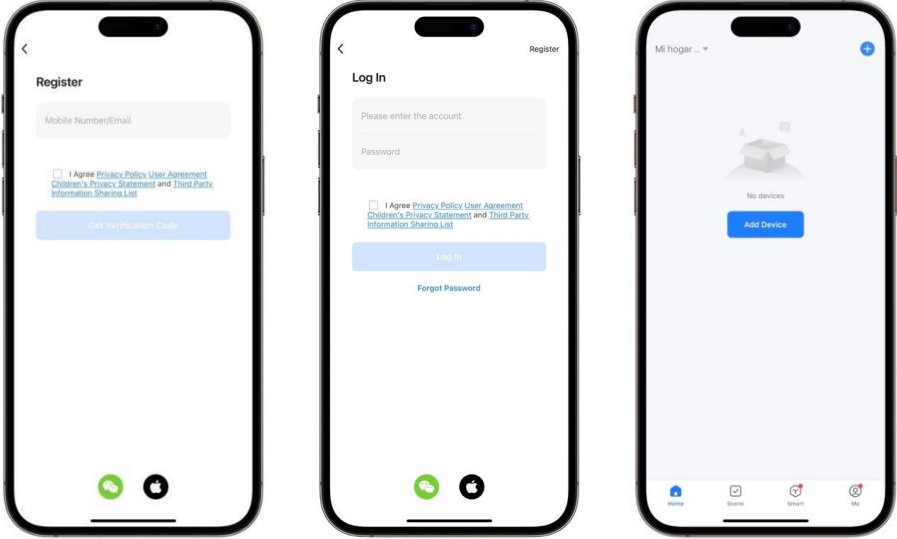 Register
Mobile Number/Email
I Agree Privacy Policy User Agreement
Children's Privacy Statement and Third Party
Information Sharing List
Get Verification Code
Register
Log In
Please enter the account
Password
I Agree Privacy Policy User Agreement
Children's Privacy Statement and Third Party
Information Sharing List
Log In
Forgot Password
Mi hogar ..
No devices
Add Device
Home
Scene
Smart
Me